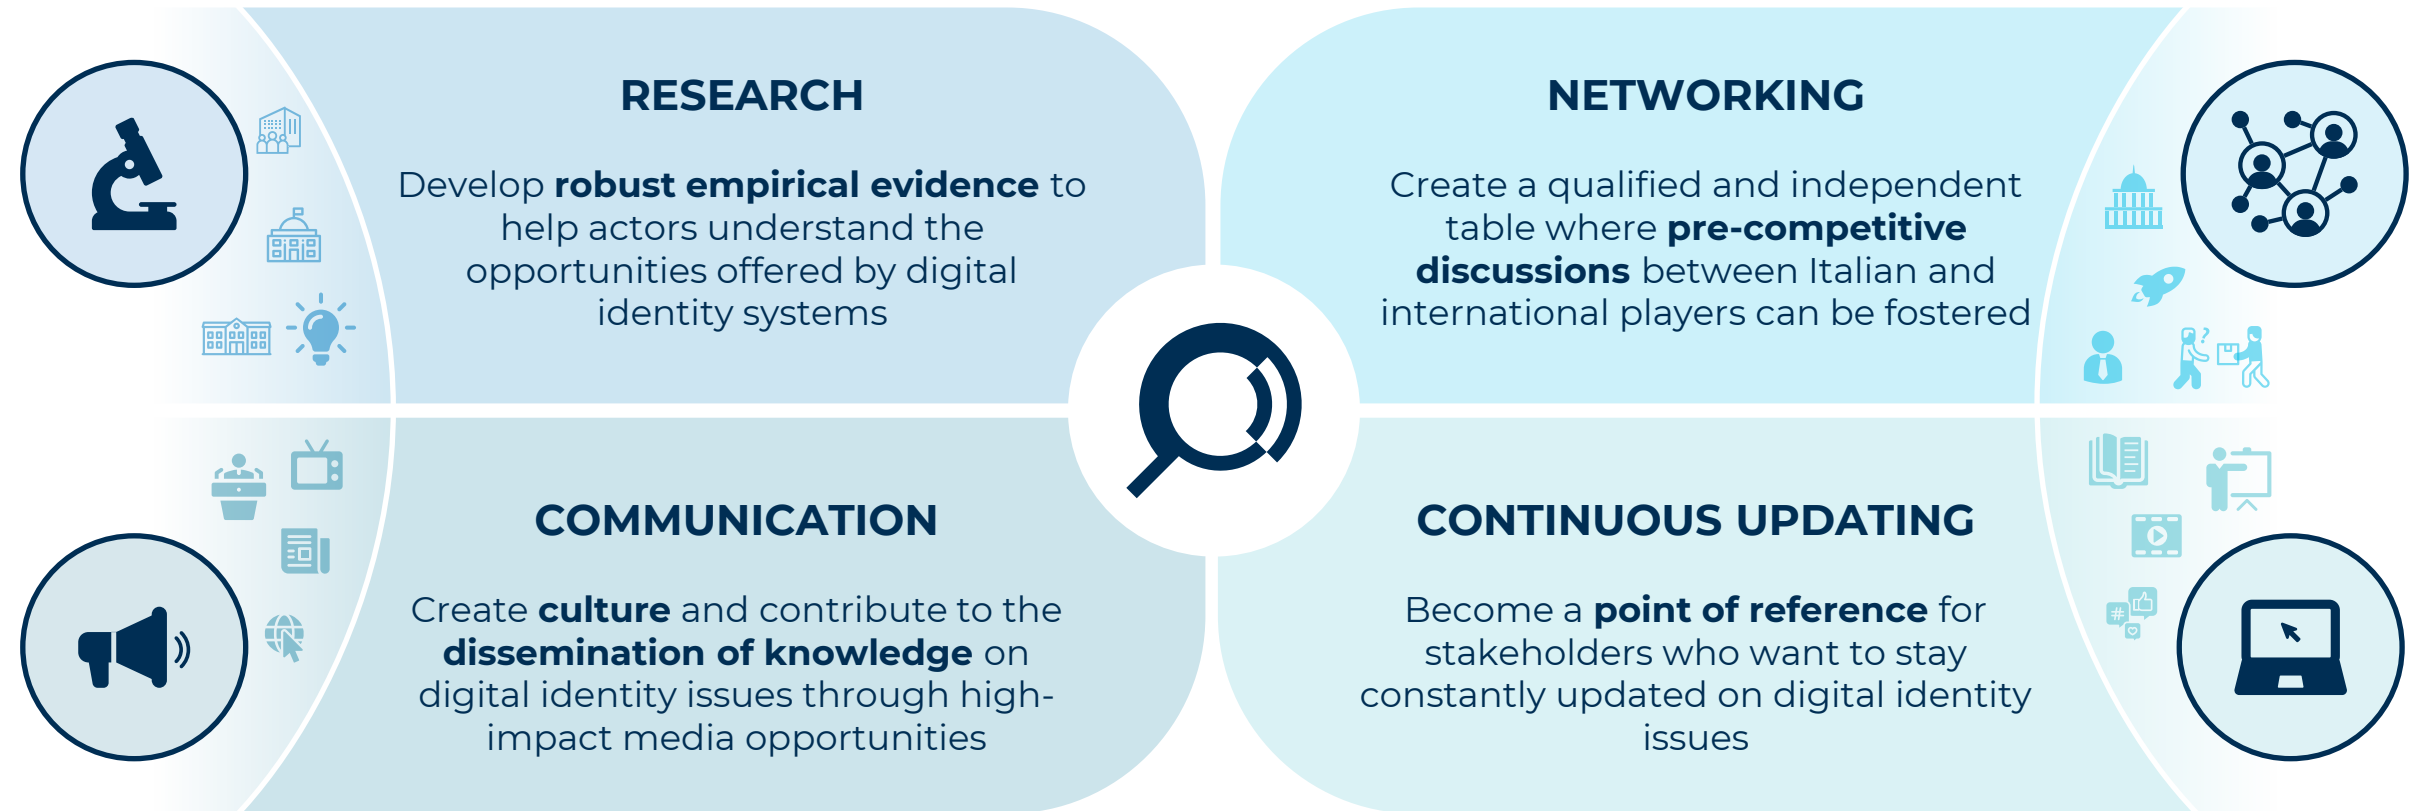 RESEARCH
Develop robust empirical evidence to
help actors understand the
opportunities offered by digital
identity systems
NETWORKING
Create a qualified and independent
table where pre-competitive
discussions between Italian and
international players can be fostered
COMMUNICATION
Create culture and contribute to the
dissemination of knowledge on
digital identity issues through high-
impact media opportunities
CONTINUOUS UPDATING
Become a point of reference for
stakeholders who want to stay
constantly updated on digital identity
issues